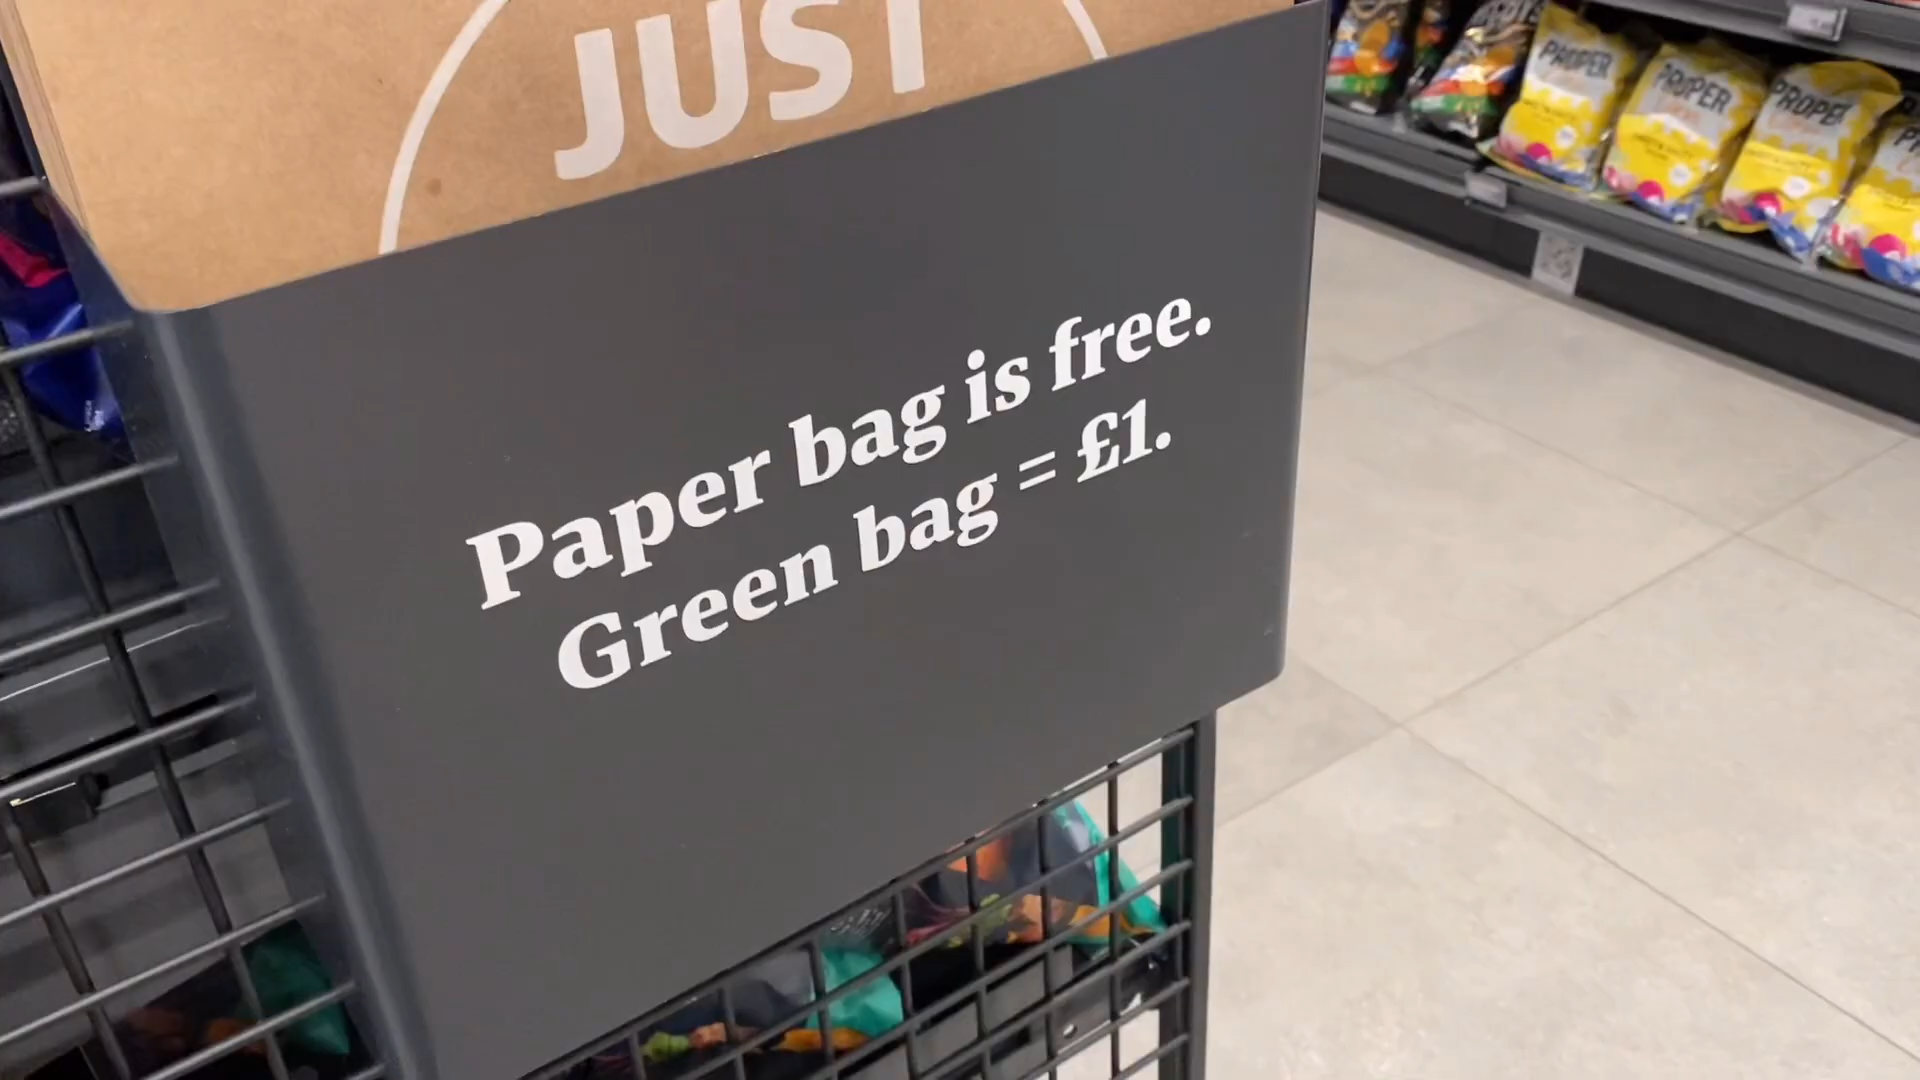 JUST
Paper bag is free.
Green bag = £1.
PROPER
PROPER
PROPER